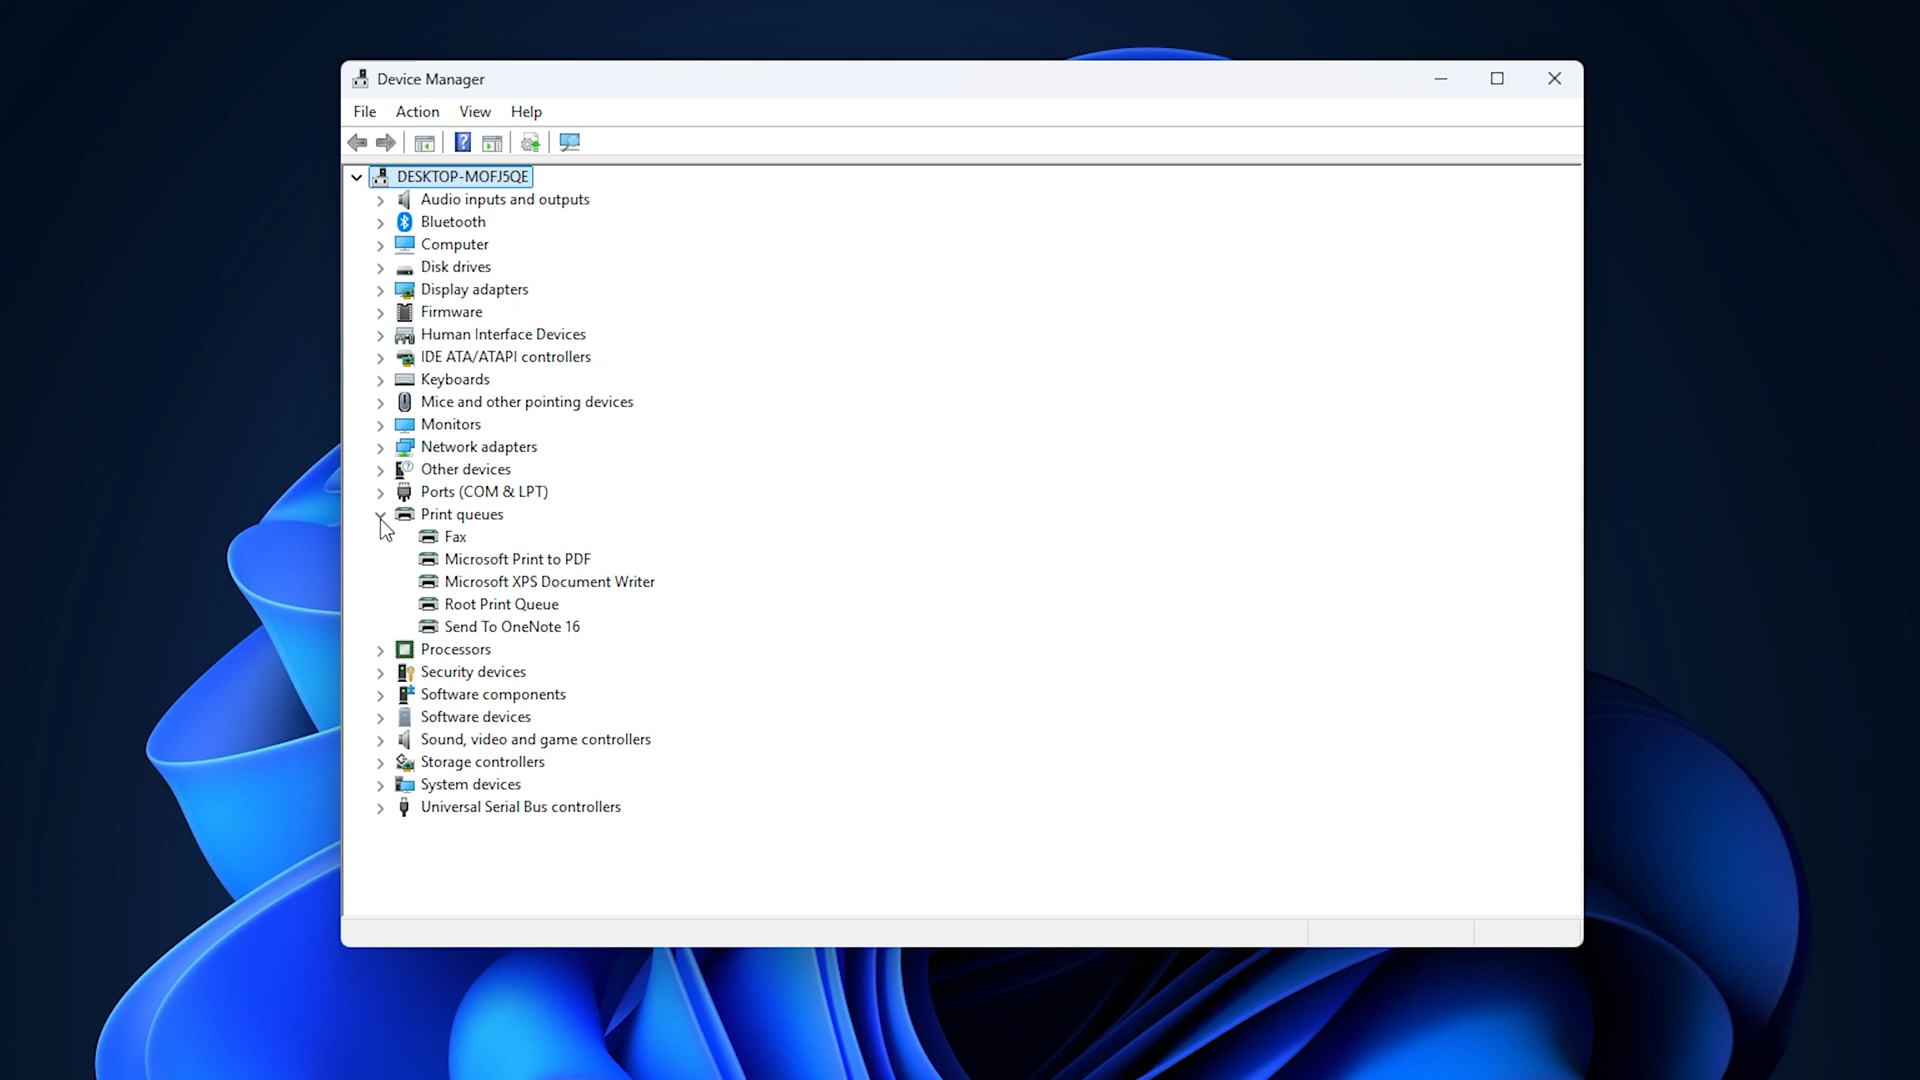 Device Manager
File Action View Help
DESKTOP-MOFJ5QE
Audio inputs and outputs
Bluetooth
Computer
Disk drives
Display adapters
Firmware
Human Interface Devices
IDE ATA/ATAPI controllers
Keyboards
Mice and other pointing devices
Monitors
Network adapters
Other devices
Ports (COM & LPT)
Print queues
Fax
Microsoft Print to PDF
Microsoft XPS Document Writer
Root Print Queue
Send To OneNote 16
Processors
Security devices
Software components
Software devices
Sound, video and game controllers
Storage controllers
System devices
Universal Serial Bus controllers